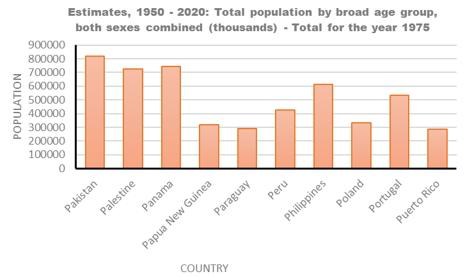 Estimates, 1950 - 2020: Total population by broad age group,
both sexes combined (thousands) - Total for the year 1975
POPULATION
900000
800000
700000
600000
500000
400000
300000
200000
100000
0
Pakistan
Palestine
Panama
Papua New Guinea
Paraguay
Peru
Philippines
Poland
Portugal
Puerto Rico
COUNTRY